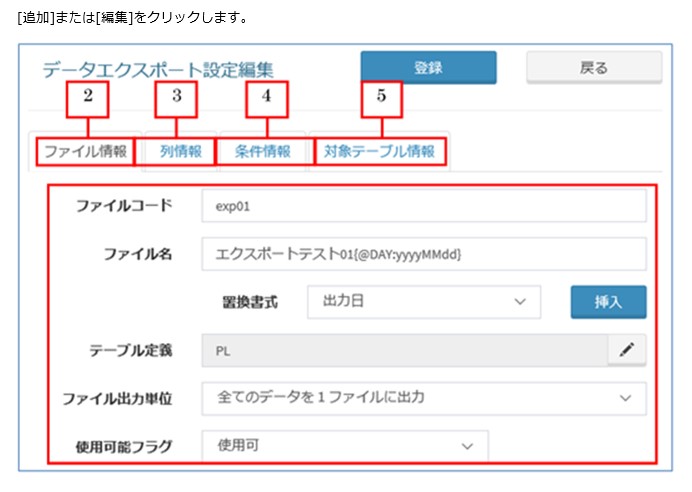 [追加]または[編集]をクリックします。
データエクスポート設定編集 登録 戻る
2 3 4 5
ファイル情報 列情報 条件情報 対象テーブル情報
ファイルコード exp01
ファイル名 エクスポートテスト01{@DAY:yyyyMMdd}
置換書式 出力日 挿入
テーブル定義 PL
ファイル出力単位 全てのデータを1ファイルに出力
使用可能フラグ 使用可